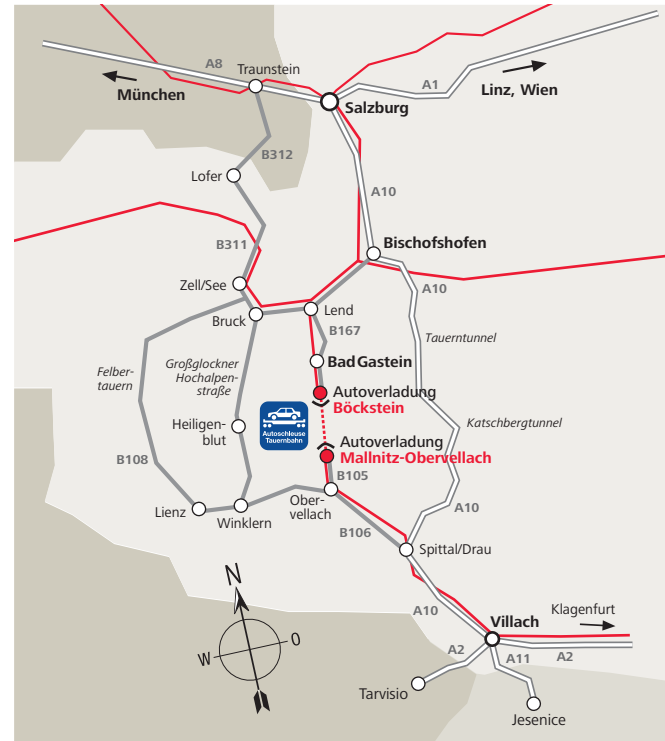 A8
Traunstein
München
A1
Linz, Wien
Salzburg
B312
Lofer
A10
B311
Bischofshofen
Zell/See
A10
Bruck
Lend
B167
Tauerntunnel
Felber-
tauern
Großglockner
Hochalpen-
straße
Bad Gastein
Autoverladung
Böckstein
Autoschleuse
Tauernbahn
Heiligen-
blut
Katschbergtunnel
Autoverladung
Mallnitz-Obervellach
B108
B105
Lienz
Winklern
Ober-
vellach
A10
B106
Spittal/Drau
N
A10
Klagenfurt
Villach
W
O
A2
A11
A2
Tarvisio
Jesenice